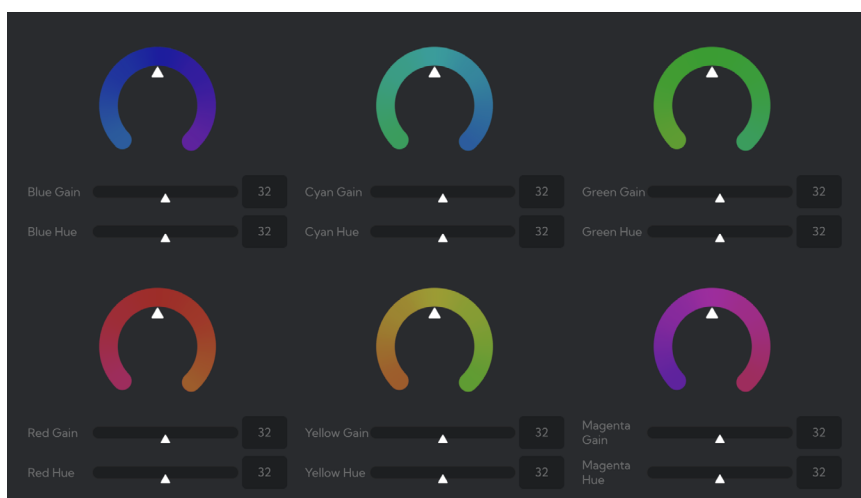 Blue Gain 32 Cyan Gain 32 Green Gain 32
Blue Hue 32 Cyan Hue 32 Green Hue 32
Red Gain 32 Yellow Gain 32 Magenta
Gain 32
Red Hue 32 Yellow Hue 32 Magenta
Hue 32